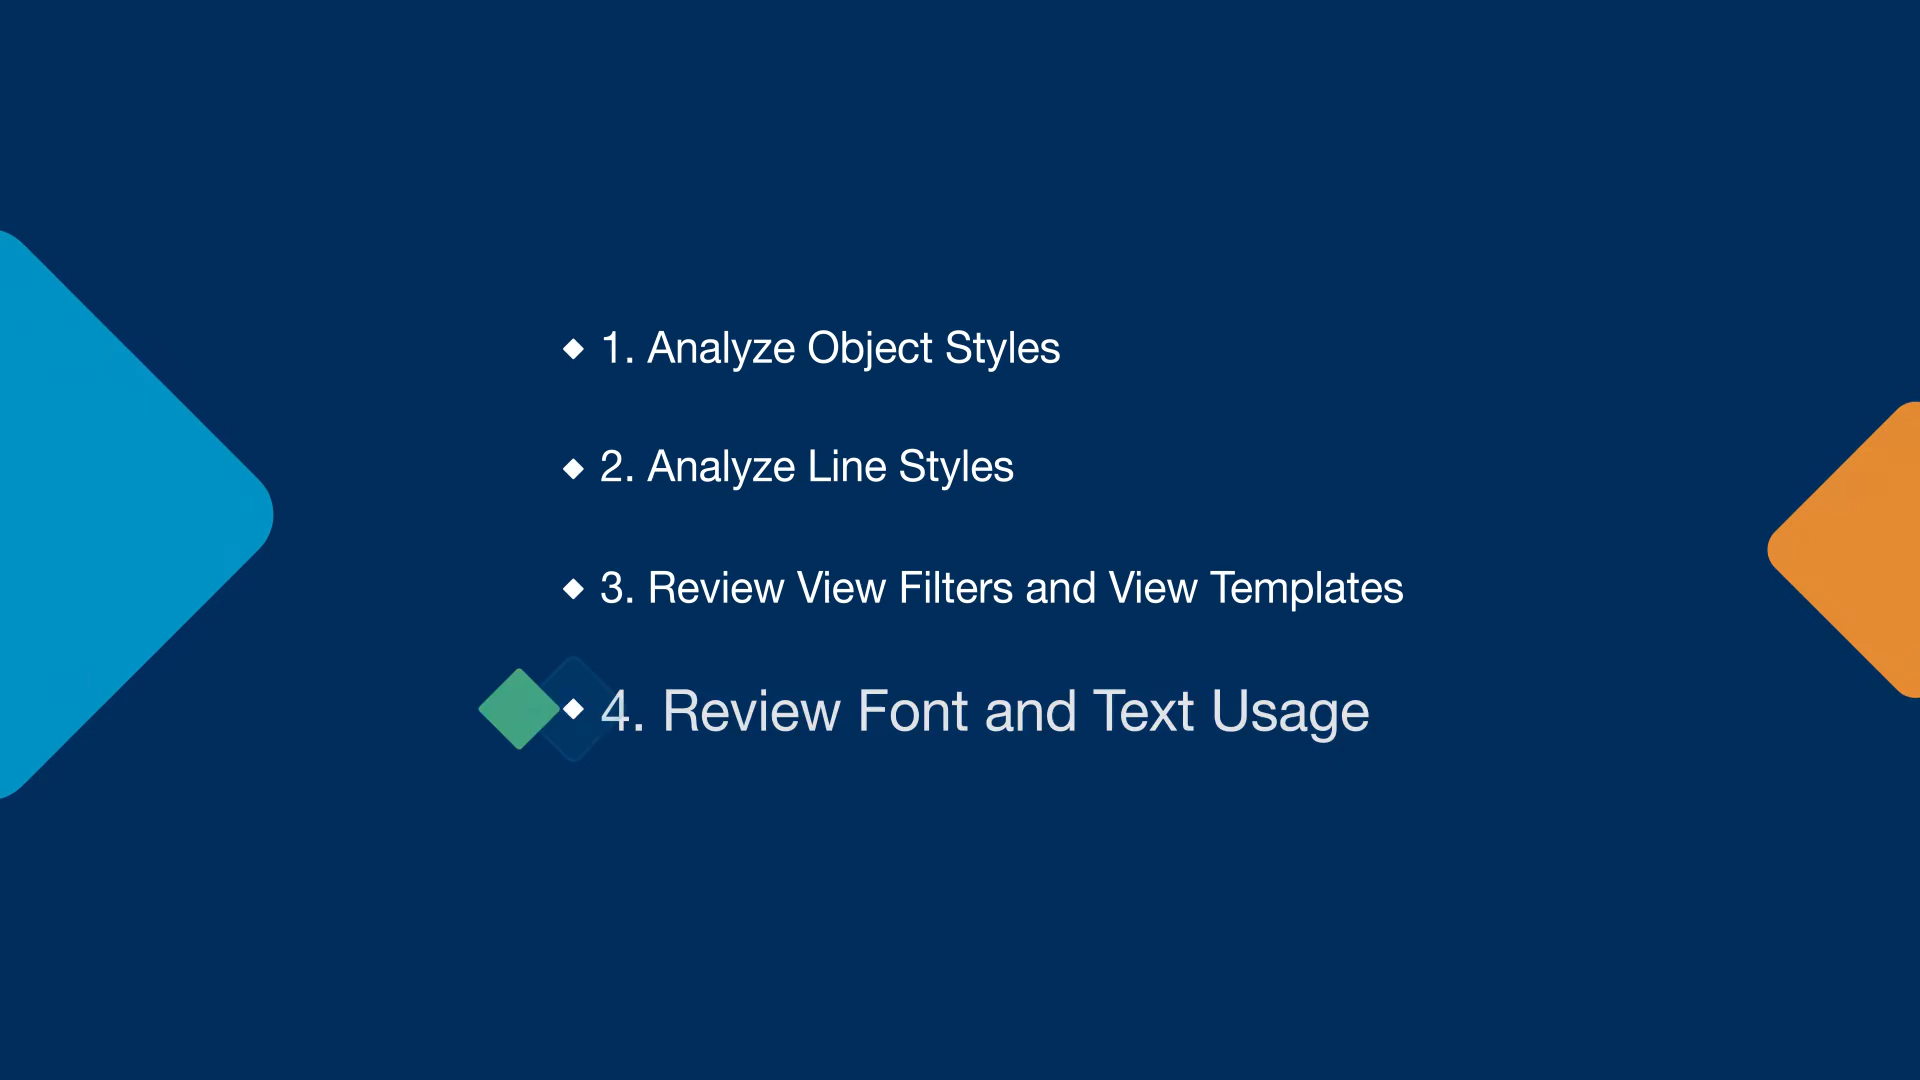 1. Analyze Object Styles
2. Analyze Line Styles
3. Review View Filters and View Templates
4. Review Font and Text Usage